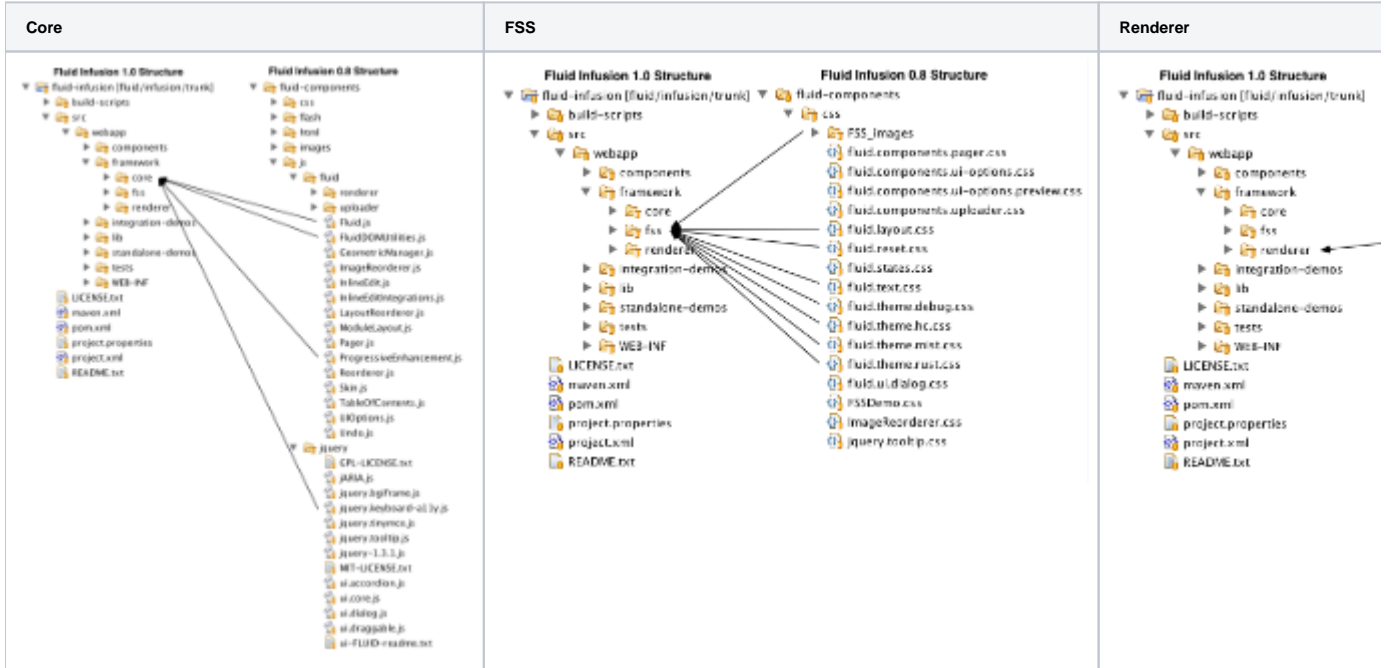 Core
Fluid Infusion 1.0 Structure
fluid-infusion [fluid/infusion/trunk]
build-scripts
src
webapp
components
framework
core
fss
renderer
integration-demos
lib
standalone-demos
tests
WEB-INF
LICENSE.txt
maven.xml
pom.xml
project.properties
project.xml
README.txt
Fluid Infusion 0.8 Structure
fluid-components
css
flash
html
images
js
fluid
renderer
uploader
Fluid.js
FluidDOMUtilities.js
GeometricManager.js
ImageReorderer.js
InlineEdit.js
InlineEditIntegrations.js
LayoutReorderer.js
ModuleLayout.js
Pager.js
ProgressiveEnhancement.js
Reorderer.js
Skin.js
TableOfContents.js
UIOptions.js
Undo.js
jquery
GPL-LICENSE.txt
jARIA.js
jquery.bgiframe.js
jquery.keyboard-a11y.js
jquery.tinymce.js
jquery.tooltip.js
jquery-1.3.1.js
MIT-LICENSE.txt
ui.accordion.js
ui.core.js
ui.dialog.js
ui.draggable.js
ui-FLUID-readme.txt
FSS
Fluid Infusion 1.0 Structure
fluid-infusion [fluid/infusion/trunk]
build-scripts
src
webapp
components
framework
core
fss
renderer
integration-demos
lib
standalone-demos
tests
WEB-INF
LICENSE.txt
maven.xml
pom.xml
project.properties
project.xml
README.txt
Fluid Infusion 0.8 Structure
fluid-components
css
FSS_Images
fluid.components.pager.css
fluid.components.ui-options.css
fluid.components.ui-options.preview.css
fluid.components.uploader.css
fluid.layout.css
fluid.reset.css
fluid.states.css
fluid.text.css
fluid.theme.debug.css
fluid.theme.hc.css
fluid.theme.mist.css
fluid.theme.rust.css
fluid.ui.dialog.css
FSSDemo.css
ImageReorderer.css
jquery.tooltip.css
Renderer
Fluid Infusion 1.0 Structure
fluid-infusion [fluid/infusion/trunk]
build-scripts
src
webapp
components
framework
core
fss
renderer
integration-demos
lib
standalone-demos
tests
WEB-INF
LICENSE.txt
maven.xml
pom.xml
project.properties
project.xml
README.txt